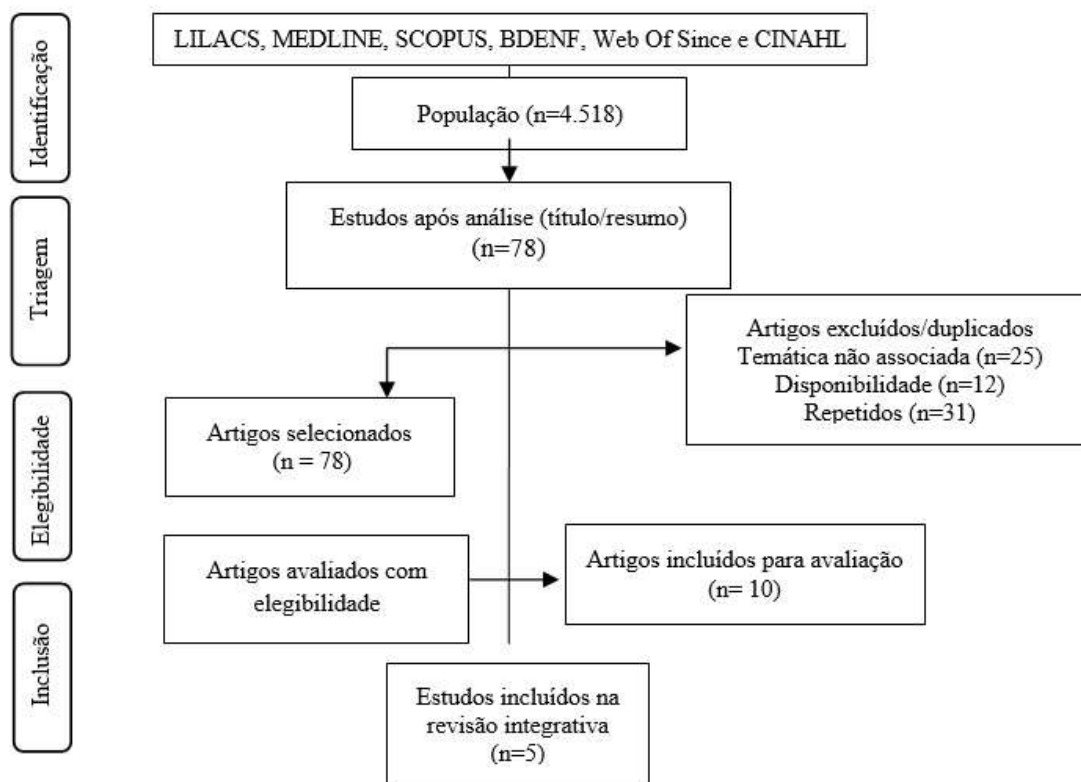 LILACS, MEDLINE, SCOPUS, BDENF, Web Of Since e CINAHL
Identificação
População (n=4.518)
Estudos após análise (título/resumo)
(n=78)
Triagem
Artigos excluídos/duplicados
Temática não associada (n=25)
Disponibilidade (n=12)
Repetidos (n=31)
Elegibilidade
Artigos selecionados
(n = 78)
Artigos avaliados com
elegibilidade
Artigos incluídos para avaliação
(n= 10)
Inclusão
Estudos incluídos na
revisão integrativa
(n=5)